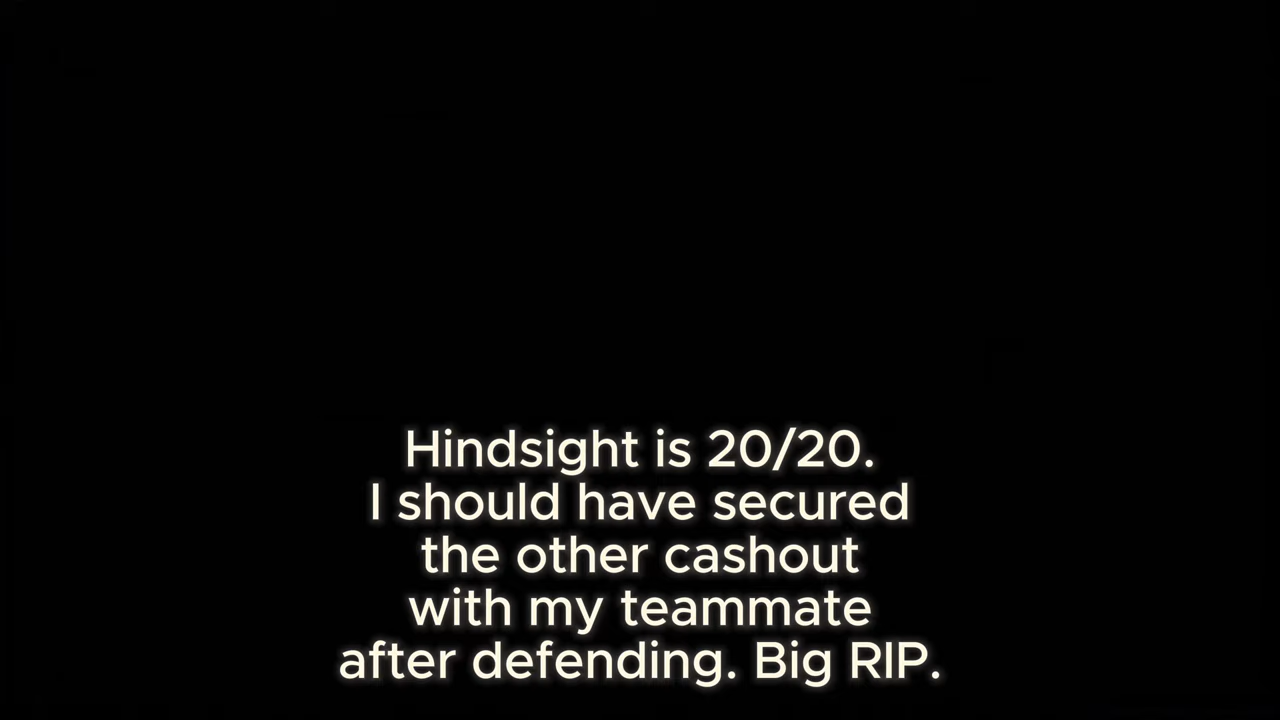 Hindsight is 20/20.
I should have secured
the other cashout
with my teammate
after defending. Big RIP.